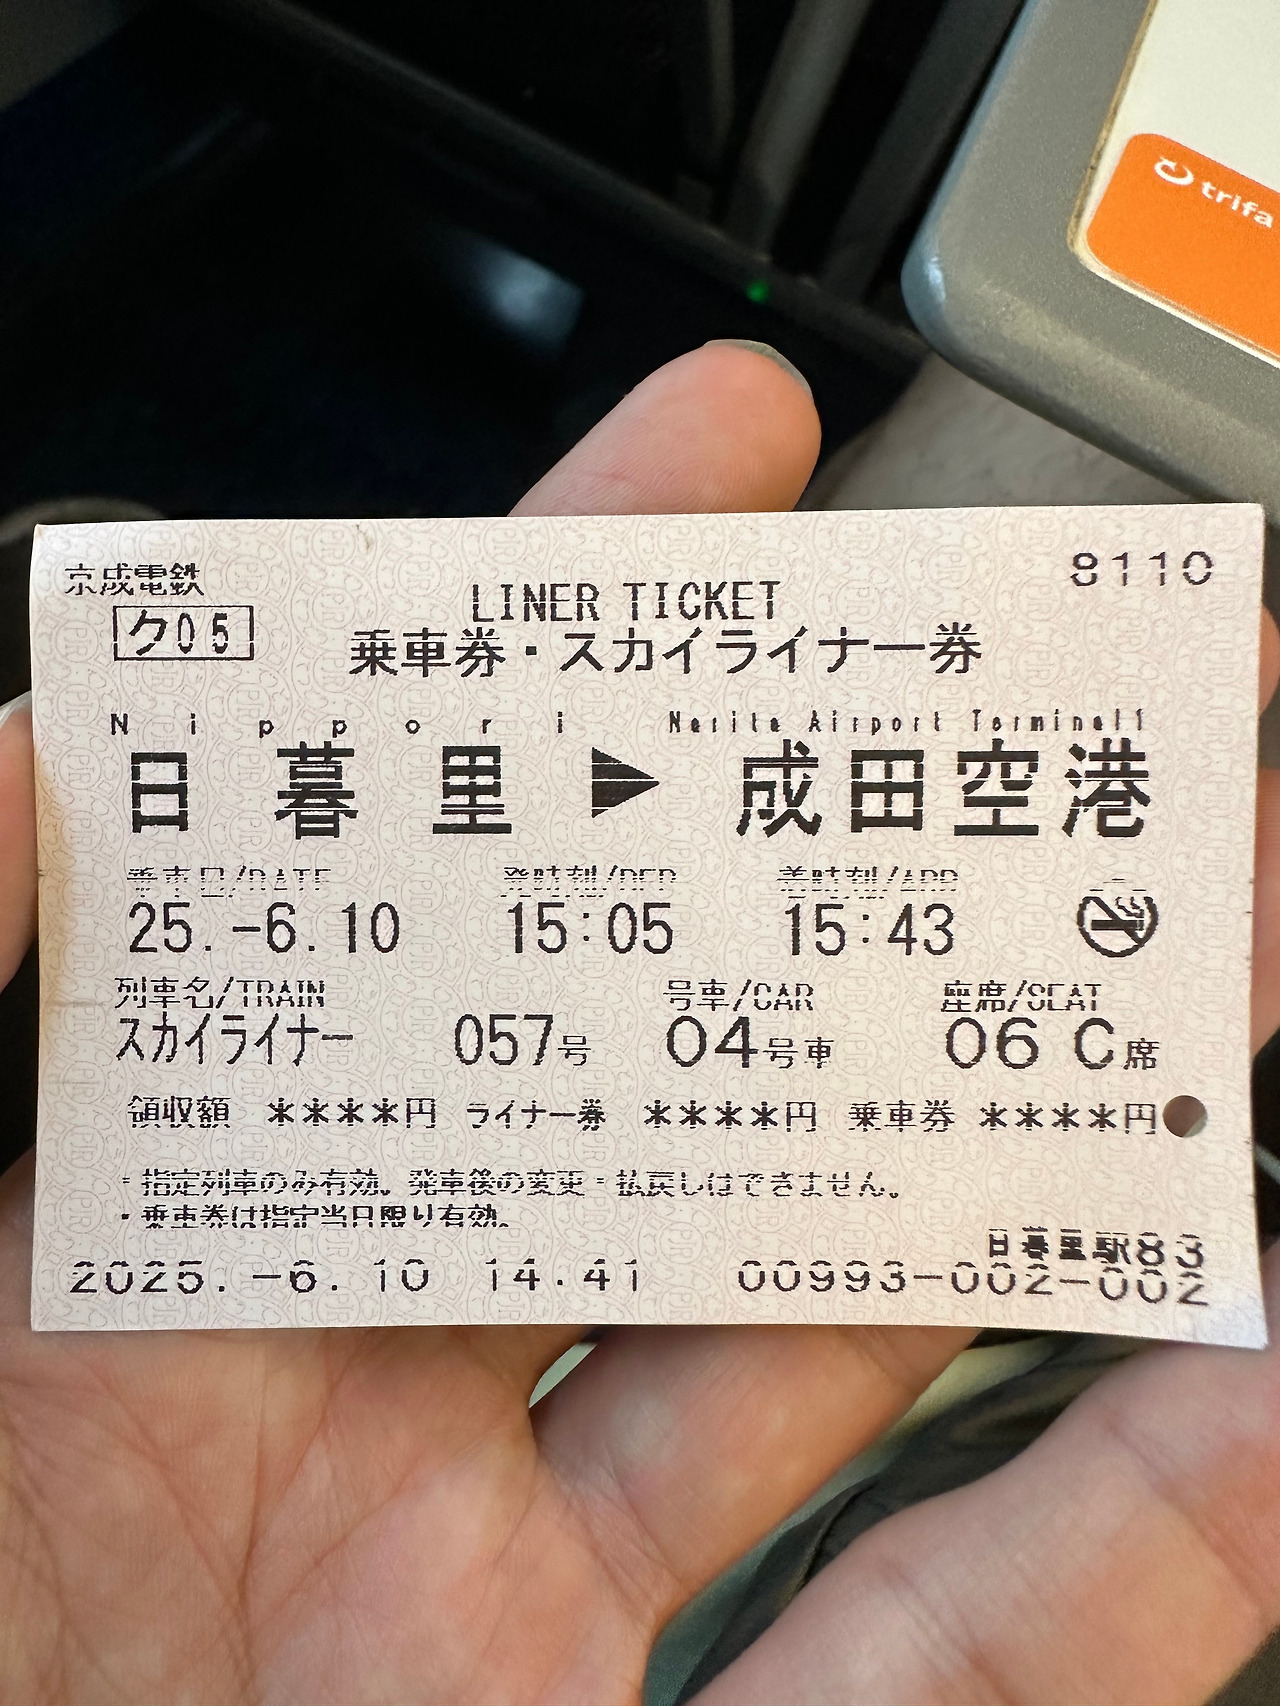 trifa
京成電鉄
8110
LINER TICKET
ク05
乗車券・スカイライナー券
Nippori Narita Airport Terminal1
日暮里▶成田空港
乗車日/DATE 発時刻/DEP 着時刻/ARR
25.-6.10 15:05 15:43
列車名/TRAIN 号車/CAR 座席/SEAT
スカイライナー 057号 04号車 06 C席
領収額 ****円 ライナー券 ****円 乗車券 ****円
・指定列車のみ有効。発車後の変更・払戻しはできません。
・乗車券は指定当日限り有効。
日暮里駅83
2025.-6.10 14.41 00993-002-002